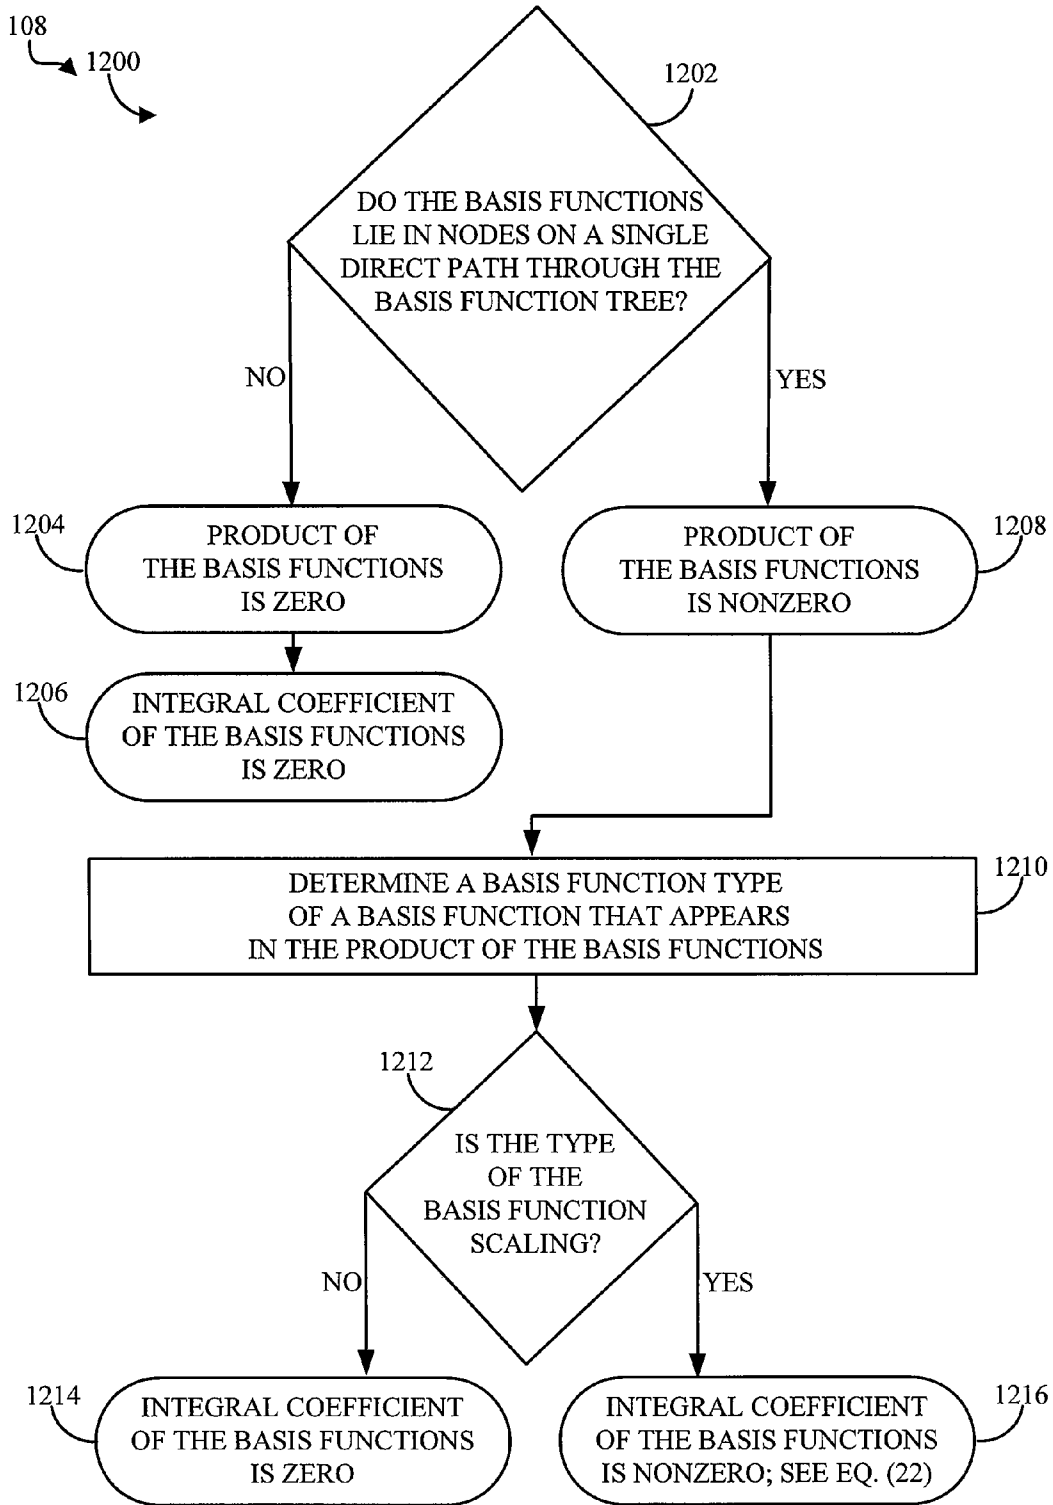 108
1200
1202
DO THE BASIS FUNCTIONS
LIE IN NODES ON A SINGLE
DIRECT PATH THROUGH THE
BASIS FUNCTION TREE?
NO
YES
1204
PRODUCT OF
THE BASIS FUNCTIONS
IS ZERO
1208
PRODUCT OF
THE BASIS FUNCTIONS
IS NONZERO
1206
INTEGRAL COEFFICIENT
OF THE BASIS FUNCTIONS
IS ZERO
1210
DETERMINE A BASIS FUNCTION TYPE
OF A BASIS FUNCTION THAT APPEARS
IN THE PRODUCT OF THE BASIS FUNCTIONS
1212
IS THE TYPE
OF THE
BASIS FUNCTION
SCALING?
NO
YES
1214
INTEGRAL COEFFICIENT
OF THE BASIS FUNCTIONS
IS ZERO
1216
INTEGRAL COEFFICIENT
OF THE BASIS FUNCTIONS
IS NONZERO; SEE EQ. (22)